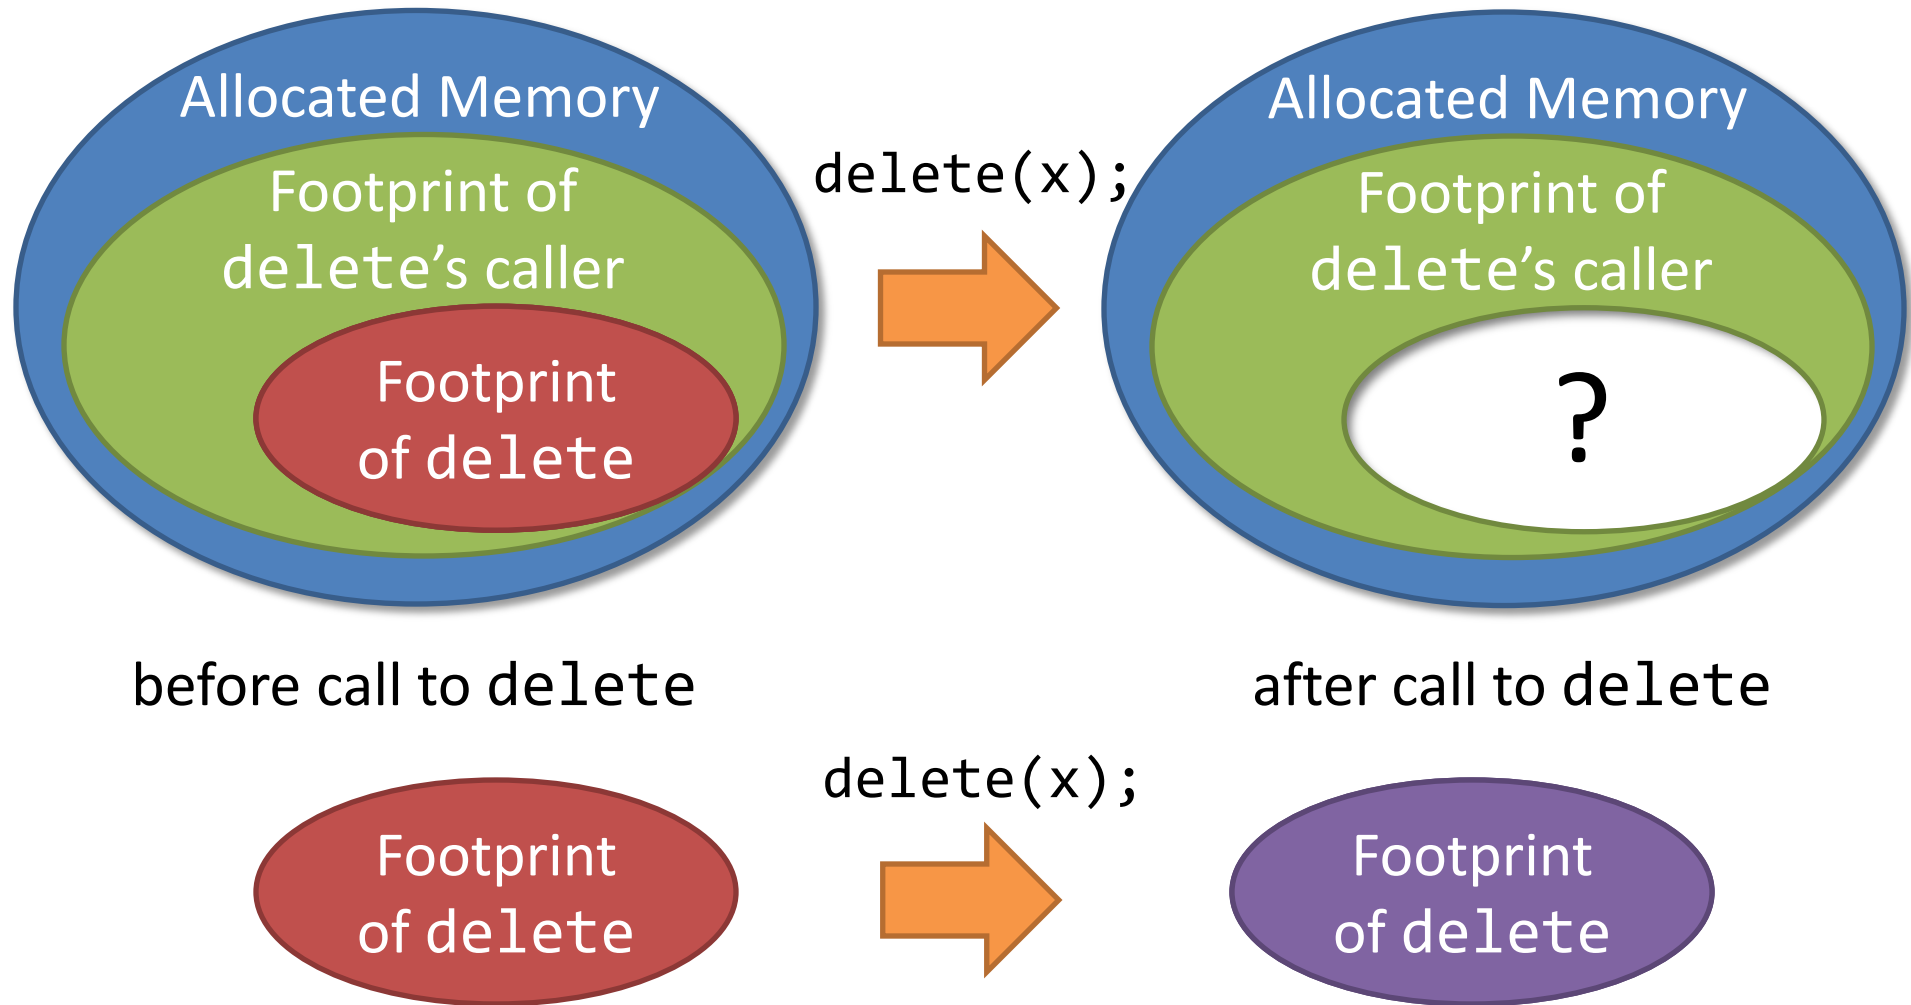 Allocated Memory
Footprint of
delete's caller
Footprint
of delete
delete(x);
Allocated Memory
Footprint of
delete's caller
?
before call to delete
after call to delete
Footprint
of delete
delete(x);
Footprint
of delete